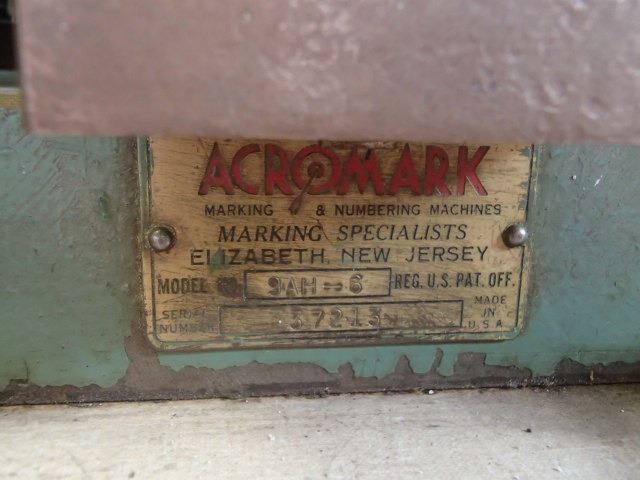 ACROMARK
MARKING & NUMBERING MACHINES
MARKING SPECIALISTS
ELIZABETH, NEW JERSEY
MODEL NO. 9AH-6 REG. U.S. PAT. OFF.
SERIAL NUMBER 57213 MADE IN U.S.A.